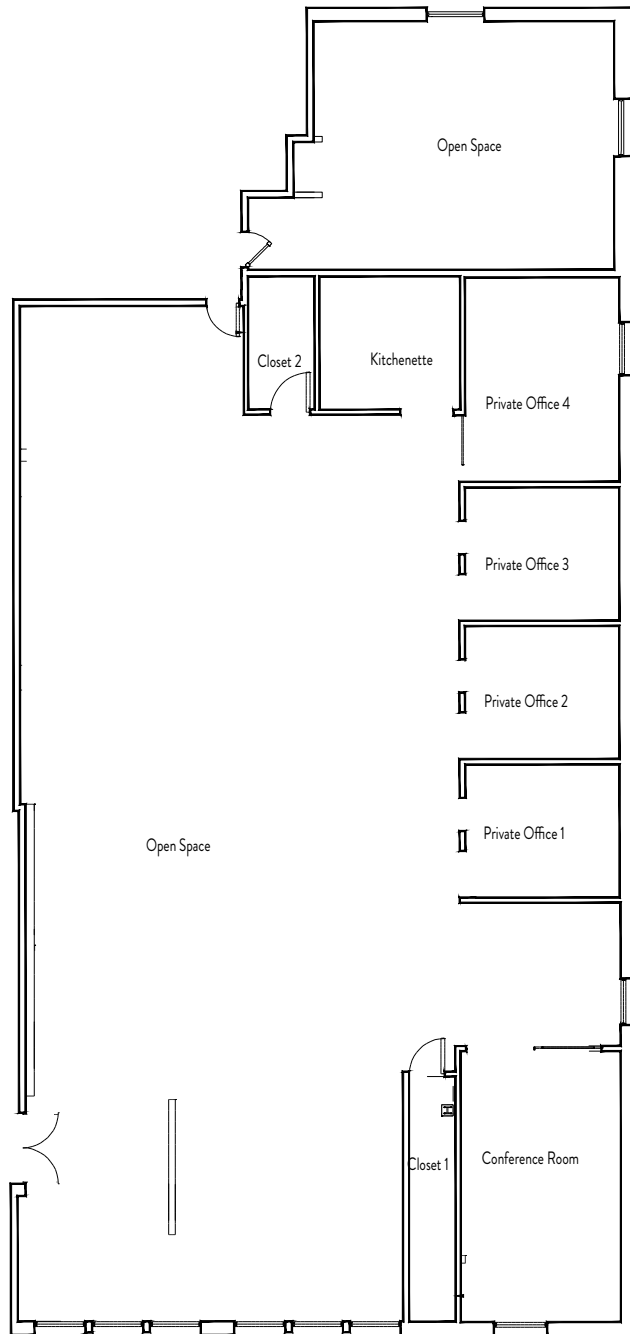 Open Space
Closet 2
Kitchenette
Private Office 4
Private Office 3
Private Office 2
Private Office 1
Open Space
Closet 1
Conference Room